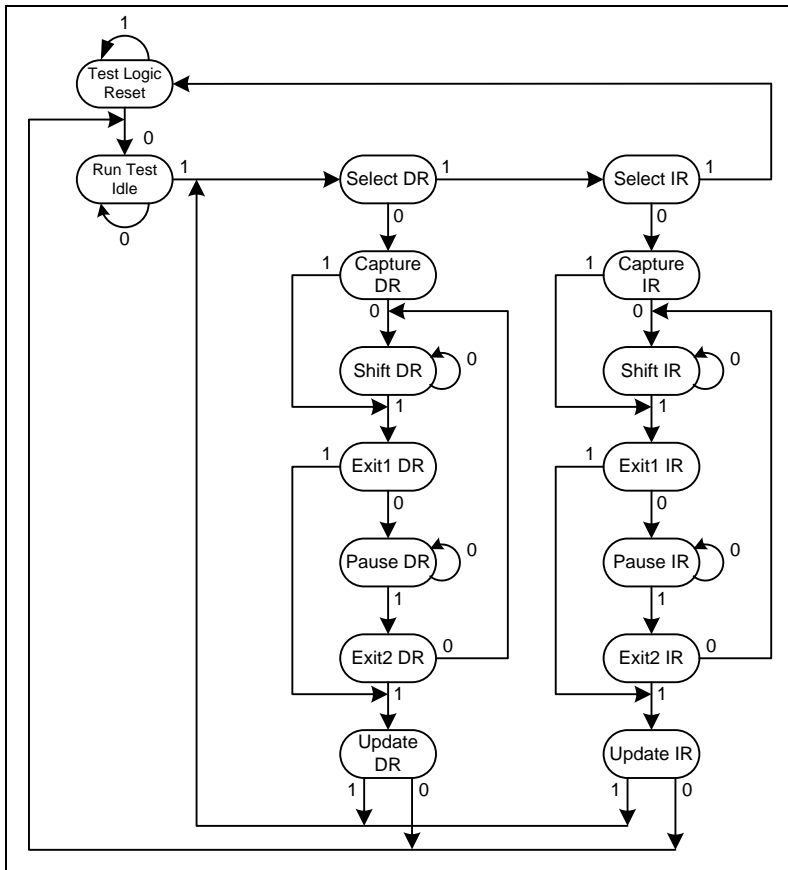 1
Test Logic
Reset
0
Run Test
Idle
1
0
Select DR
1
0
Select IR
1
0
Capture
DR
1
0
Capture
IR
1
0
Shift DR
0
1
Shift IR
0
1
1
Exit1 DR
0
1
Exit1 IR
0
Pause DR
0
1
Pause IR
0
1
Exit2 DR
0
1
Exit2 IR
0
1
Update
DR
1
0
Update IR
1
0